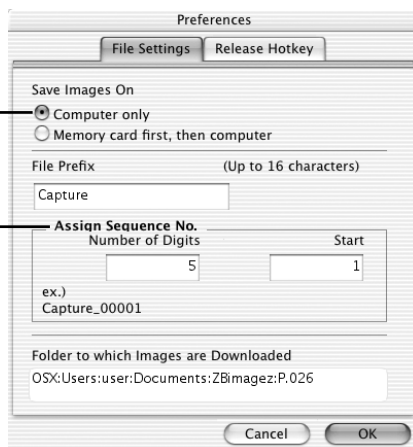 Preferences
File Settings Release Hotkey
Save Images On
Computer only
Memory card first, then computer
File Prefix (Up to 16 characters)
Capture
Assign Sequence No.
Number of Digits Start
5 1
ex.)
Capture_00001
Folder to which Images are Downloaded
OSX:Users:user:Documents:ZBimagez:P.026
Cancel OK